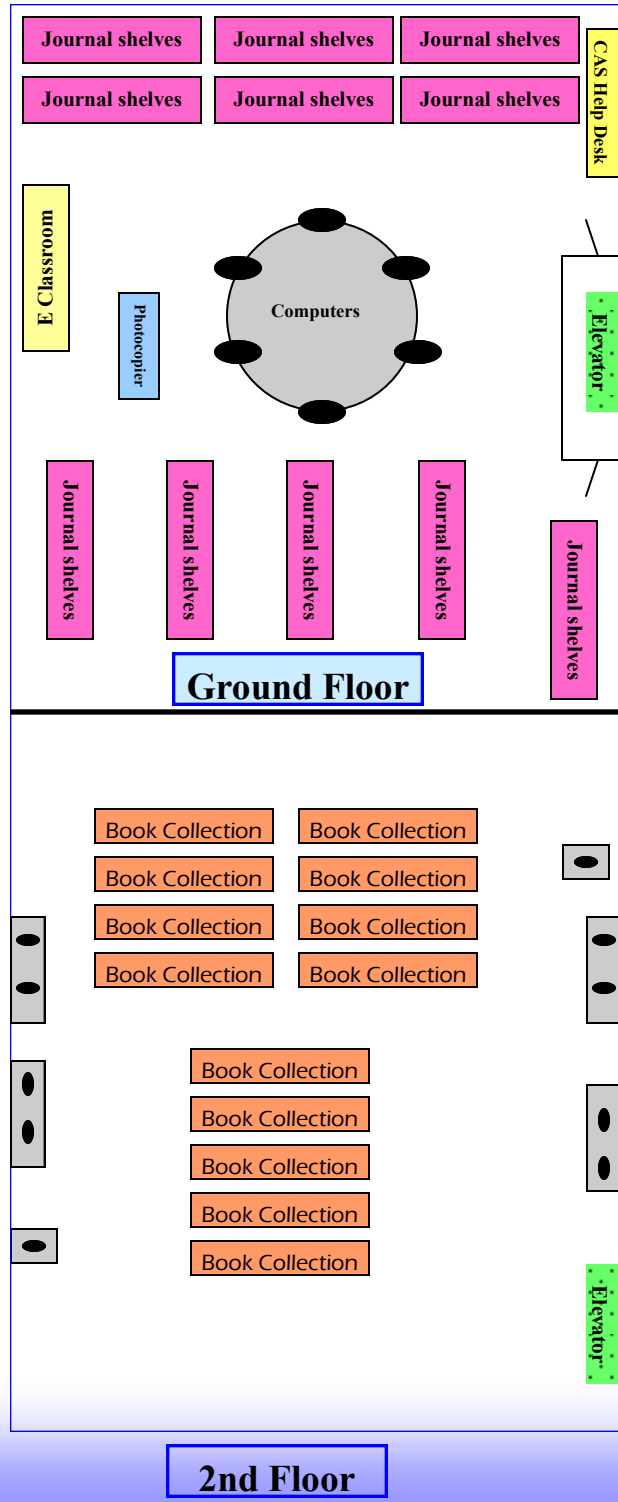 Journal shelves
Journal shelves
Journal shelves
Journal shelves
Journal shelves
Journal shelves
CAS Help Desk
E Classroom
Photocopier
Computers
Elevator
Journal shelves
Journal shelves
Journal shelves
Journal shelves
Journal shelves
Ground Floor
Book Collection
Book Collection
Book Collection
Book Collection
Book Collection
Book Collection
Book Collection
Book Collection
Book Collection
Book Collection
Book Collection
Book Collection
Book Collection
Elevator
2nd Floor